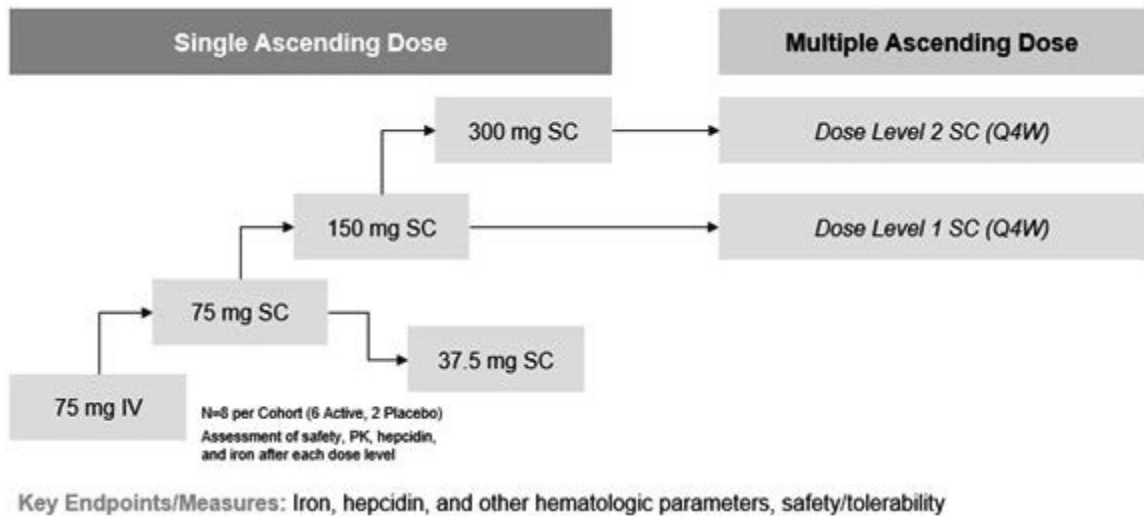 Single Ascending Dose
Multiple Ascending Dose
300 mg SC
Dose Level 2 SC (Q4W)
150 mg SC
Dose Level 1 SC (Q4W)
75 mg SC
37.5 mg SC
75 mg IV
N=8 per Cohort (6 Active, 2 Placebo)
Assessment of safety, PK, hepcidin,
and iron after each dose level
Key Endpoints/Measures: Iron, hepcidin, and other hematologic parameters, safety/tolerability